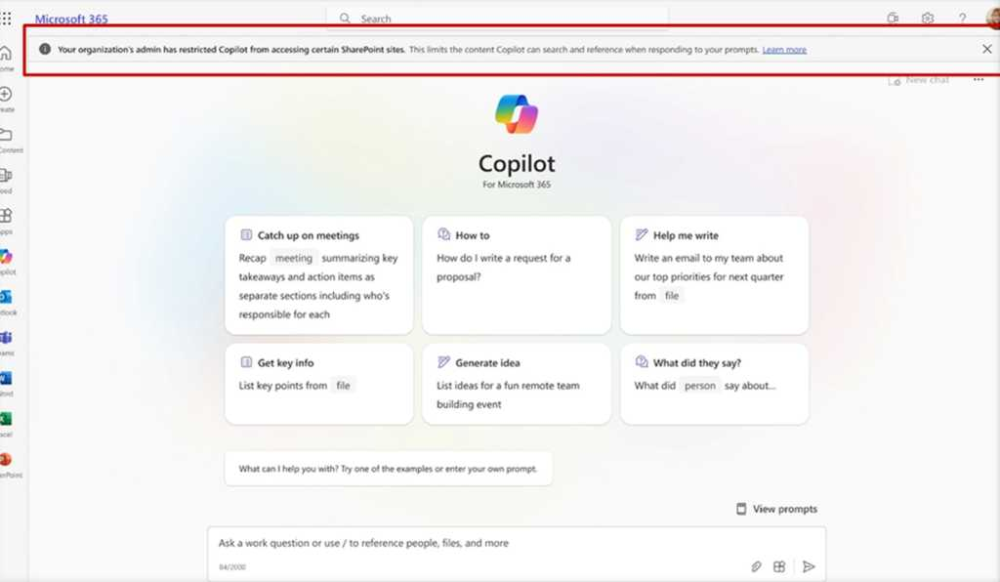 Microsoft 365
Search
?
Your organization's admin has restricted Copilot from accessing certain SharePoint sites. This limits the content Copilot can search and reference when responding to your prompts. Learn more
New chat
ome
reate
Content
eed
pps
pilot
tlook
ams
Word
xcel
erPoint
Copilot
For Microsoft 365
Catch up on meetings
Recap meeting summarizing key
takeaways and action items as
separate sections including who's
responsible for each
How to
How do I write a request for a
proposal?
Help me write
Write an email to my team about
our top priorities for next quarter
from file
Get key info
List key points from file
Generate idea
List ideas for a fun remote team
building event
What did they say?
What did person say about...
What can I help you with? Try one of the examples or enter your own prompt.
View prompts
Ask a work question or use / to reference people, files, and more
84/2000